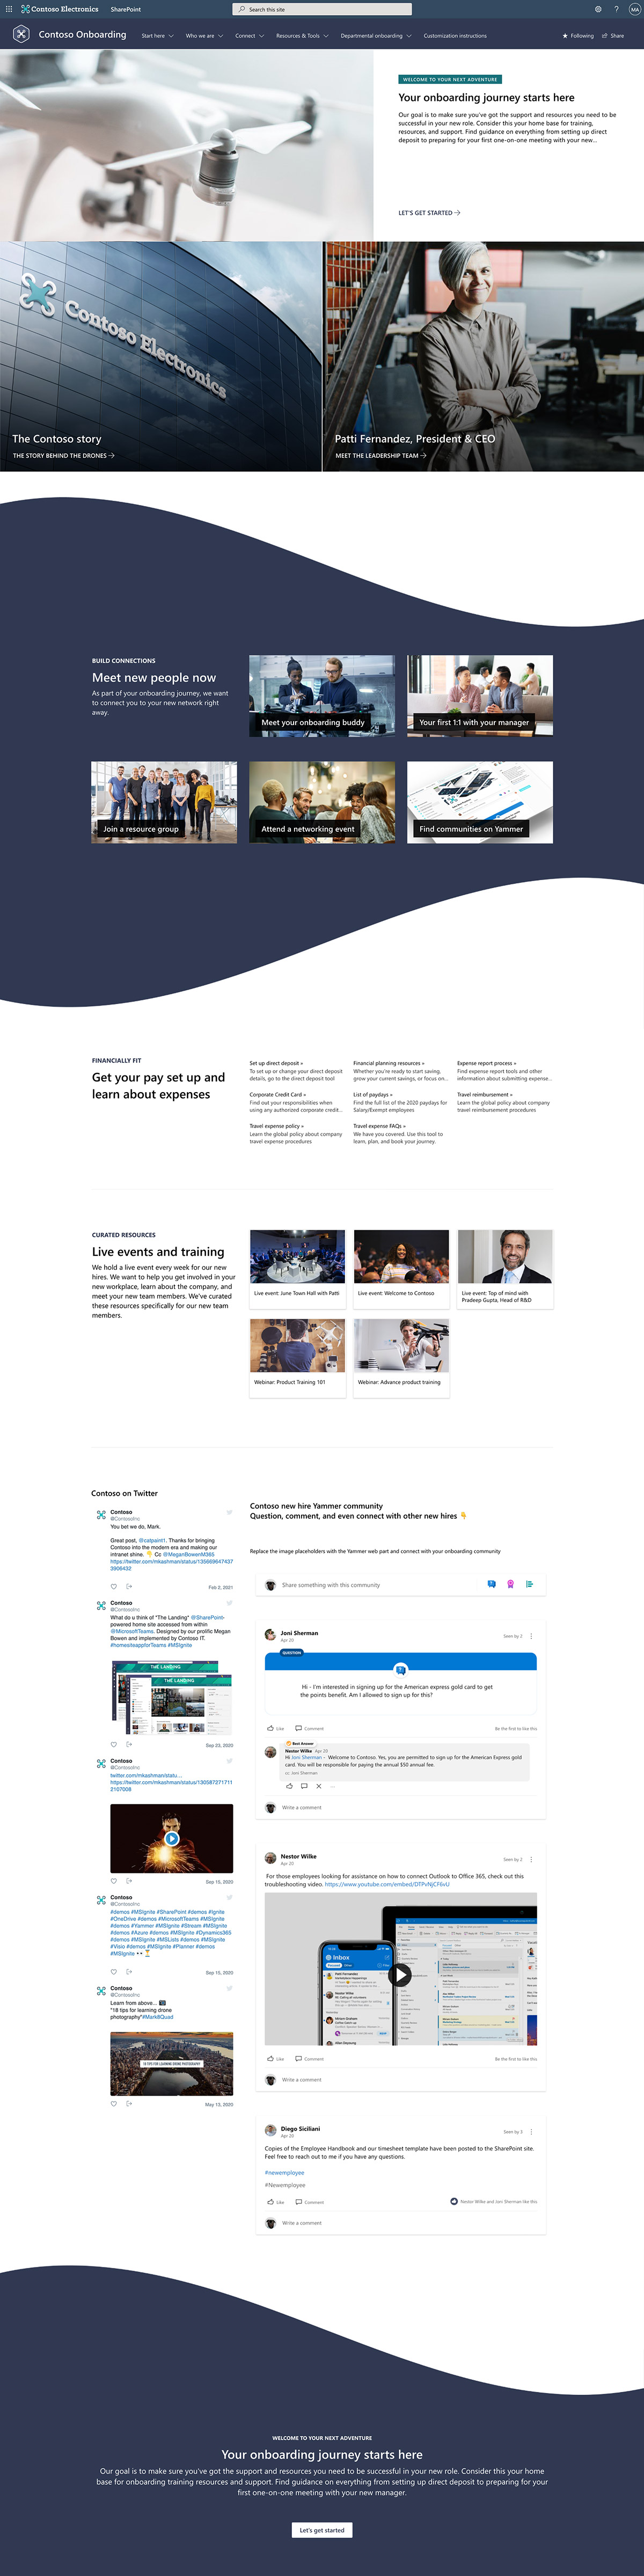 Contoso Electronics
SharePoint
Search this site
MA
Contoso Onboarding
Start here
Who we are
Connect
Resources & Tools
Departmental onboarding
Customization instructions
Following
Share
WELCOME TO YOUR NEXT ADVENTURE
Your onboarding journey starts here
Our goal is to make sure you've got the support and resources you need to be
successful in your new role. Consider this your home base for training,
resources, and support. Find guidance on everything from setting up direct
deposit to preparing for your first one-on-one meeting with your new...
LET'S GET STARTED
Contoso Electronics
The Contoso story
THE STORY BEHIND THE DRONES
Patti Fernandez, President & CEO
MEET THE LEADERSHIP TEAM
BUILD CONNECTIONS
Meet new people now
As part of your onboarding journey, we want
to connect you to your new network right
away.
Meet your onboarding buddy
Your first 1:1 with your manager
Join a resource group
Attend a networking event
Find communities on Yammer
FINANCIALLY FIT
Get your pay set up and
learn about expenses
Set up direct deposit »
To set up or change your direct deposit
details, go to the direct deposit tool
Financial planning resources »
Whether you're ready to start saving,
grow your current savings, or focus on...
Expense report process »
Find expense report tools and other
information about submitting expense...
Corporate Credit Card »
Find out your responsibilities when
using any authorized corporate credit...
List of paydays »
Find the full list of the 2020 paydays for
Salary/Exempt employees
Travel reimbursement »
Learn the global policy about company
travel reimbursement procedures
Travel expense policy »
Learn the global policy about company
travel expense procedures
Travel expense FAQs »
We have you covered. Use this tool to
learn, plan, and book your journey.
CURATED RESOURCES
Live events and training
We hold a live event every week for our new
hires. We want to help you get involved in your
new workplace, learn about the company, and
meet your new team members. We've curated
these resources specifically for our new team
members.
Live event: June Town Hall with Patti
Live event: Welcome to Contoso
Live event: Top of mind with
Pradeep Gupta, Head of R&D
Webinar: Product Training 101
Webinar: Advance product training
Contoso on Twitter
Contoso
@ContosoInc
You bet we do, Mark.
Great post, @catpaint1. Thanks for bringing
Contoso into the modern era and making our
intranet shine. 👇 Cc @MeganBowenM365
https://twitter.com/mkashman/status/135669647437
3906432
Feb 2, 2021
Contoso
@ContosoInc
What do u think of "The Landing" @SharePoint-
powered home site accessed from within
@MicrosoftTeams. Designed by our prolific Megan
Bowen and implemented by Contoso IT.
#homesiteappforTeams #MSIgnite
THE LANDING
THE LANDING
Sep 23, 2020
Contoso
@ContosoInc
twitter.com/mkashman/statu…
https://twitter.com/mkashman/status/130587271711
2107008
Sep 15, 2020
Contoso
@ContosoInc
#demos #MSIgnite #SharePoint #demos #Ignite
#OneDrive #demos #MicrosoftTeams #MSIgnite
#demos #Yammer #MSIgnite #Stream #MSIgnite
#demos #Azure #demos #MSIgnite #Dynamics365
#demos #MSIgnite #MSLists #demos #MSIgnite
#Visio #demos #MSIgnite #Planner #demos
#MSIgnite 👀 ⏳
Sep 15, 2020
Contoso
@ContosoInc
Learn from above...
"18 tips for learning drone
photography"#Mark8Quad
18 TIPS FOR LEARNING DRONE PHOTOGRAPHY
May 13, 2020
Contoso new hire Yammer community
Question, comment, and even connect with other new hires 👇
Replace the image placeholders with the Yammer web part and connect with your onboarding community
Share something with this community
Joni Sherman
Apr 20
Seen by 2
QUESTION
Hi - I'm interested in signing up for the American express gold card to get
the points benefit. Am I allowed to sign up for this?
Like
Comment
Be the first to like this
Best Answer
Nestor Wilke Apr 20
Hi Joni Sherman - Welcome to Contoso. Yes, you are permitted to sign up for the American Express gold
card. You will be responsible for paying the annual $50 annual fee.
cc: Joni Sherman
Write a comment
Nestor Wilke
Apr 20
Seen by 2
For those employees looking for assistance on how to connect Outlook to Office 365, check out this
troubleshooting video. https://www.youtube.com/embed/DTPvNjCF6vU
Inbox
Like
Comment
Be the first to like this
Write a comment
Diego Siciliani
Apr 20
Seen by 3
Copies of the Employee Handbook and our timesheet template have been posted to the SharePoint site.
Feel free to reach out to me if you have any questions.
#newemployee
#Newemployee
Like
Comment
Nestor Wilke and Joni Sherman like this
Write a comment
WELCOME TO YOUR NEXT ADVENTURE
Your onboarding journey starts here
Our goal is to make sure you've got the support and resources you need to be successful in your new role. Consider this your home
base for onboarding training resources and support. Find guidance on everything from setting up direct deposit to preparing for your
first one-on-one meeting with your new manager.
Let's get started